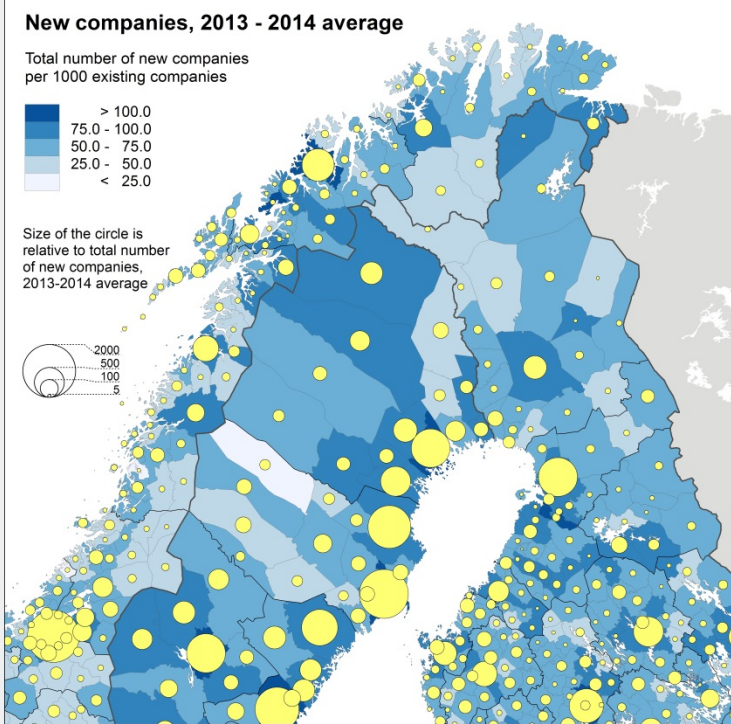 New companies, 2013 - 2014 average
Total number of new companies
per 1000 existing companies
> 100.0
75.0 - 100.0
50.0 - 75.0
25.0 - 50.0
< 25.0
Size of the circle is
relative to total number
of new companies,
2013-2014 average
2000
500
100
5